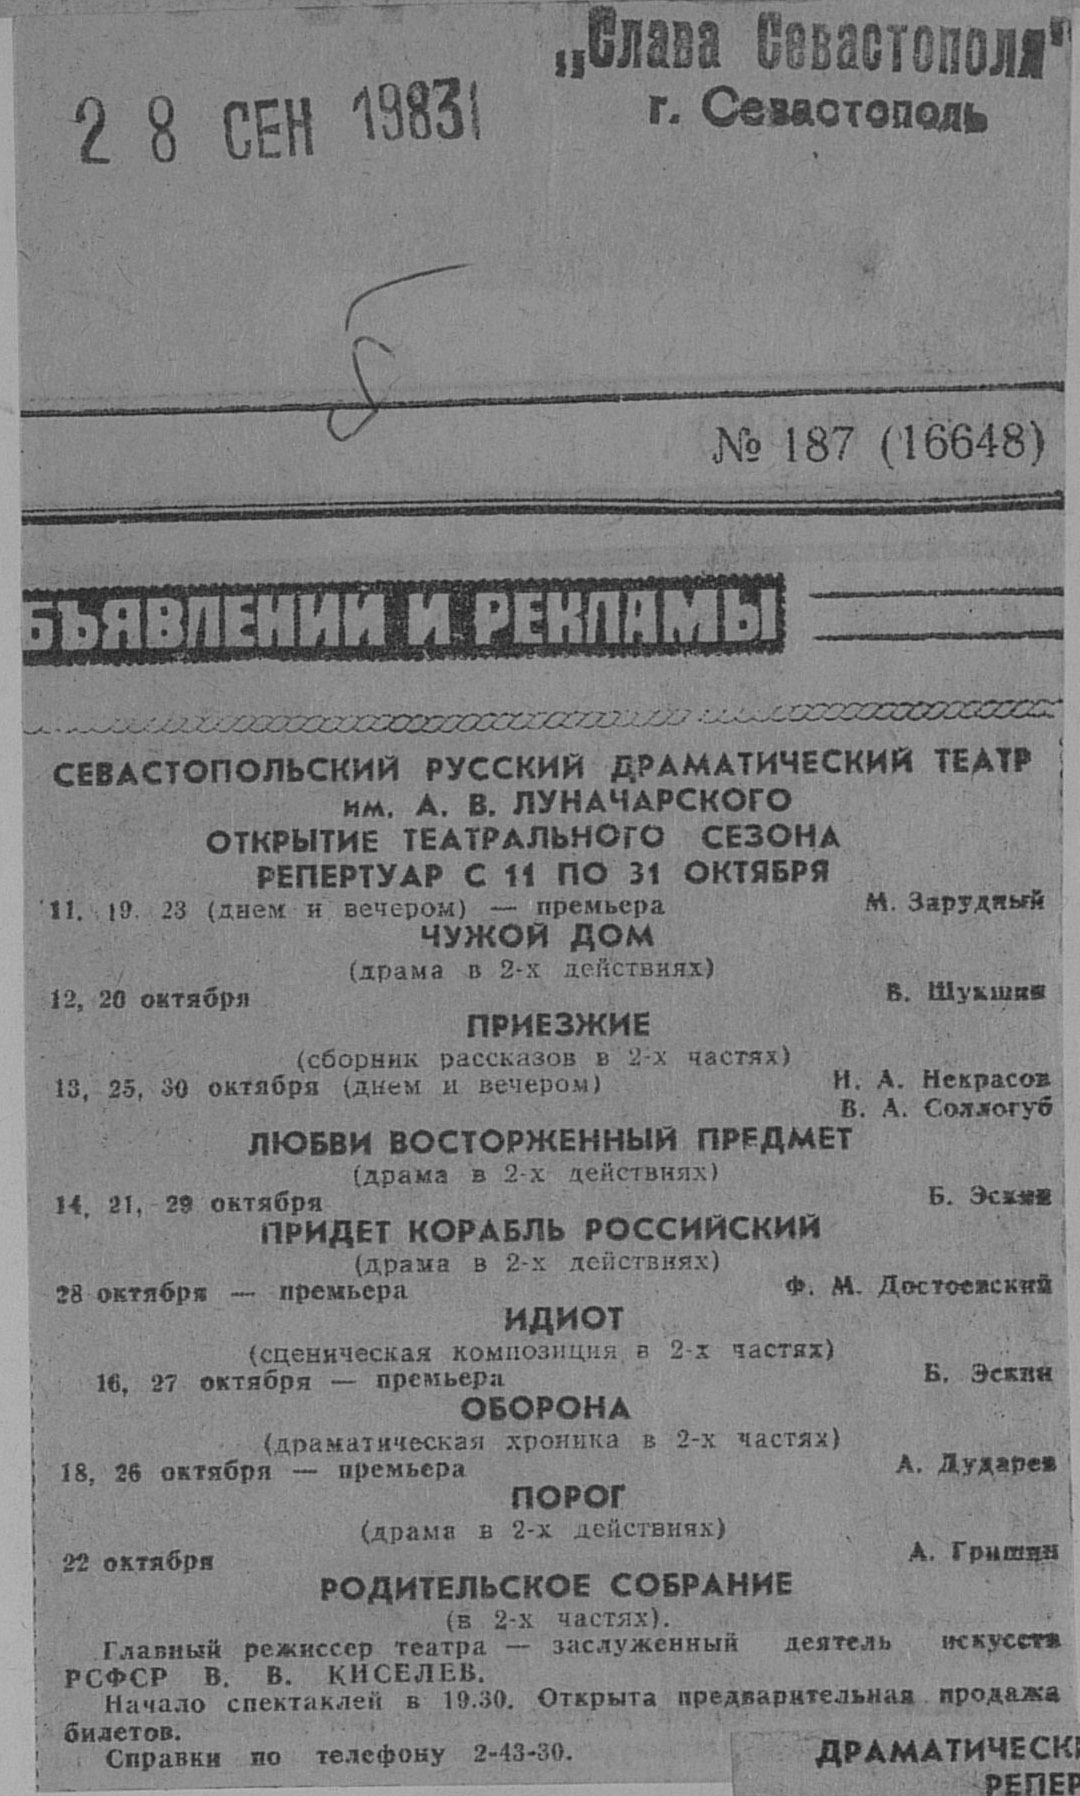 „Слава Севастополя"
г. Севастополь
28 СЕН 1983
№ 187 (16648)
БЪЯВЛЕНИЙ И РЕКЛАМЫ
СЕВАСТОПОЛЬСКИЙ РУССКИЙ ДРАМАТИЧЕСКИЙ ТЕАТР
им. А. В. ЛУНАЧАРСКОГО
ОТКРЫТИЕ ТЕАТРАЛЬНОГО СЕЗОНА
РЕПЕРТУАР С 11 ПО 31 ОКТЯБРЯ
11, 19, 23 (днем и вечером) — премьера М. Зарудный
ЧУЖОЙ ДОМ
(драма в 2-х действиях)
12, 20 октября В. Шукшин
ПРИЕЗЖИЕ
(сборник рассказов в 2-х частях)
13, 25, 30 октября (днем и вечером) Н. А. Некрасов
В. А. Соллогуб
ЛЮБВИ ВОСТОРЖЕННЫЙ ПРЕДМЕТ
(драма в 2-х действиях)
14, 21, 29 октября Б. Эскин
ПРИДЕТ КОРАБЛЬ РОССИЙСКИЙ
(драма в 2-х действиях)
28 октября — премьера Ф. М. Достоевский
ИДИОТ
(сценическая композиция в 2-х частях)
16, 27 октября — премьера Б. Эскин
ОБОРОНА
(драматическая хроника в 2-х частях)
18, 26 октября — премьера А. Дударев
ПОРОГ
(драма в 2-х действиях)
22 октября А. Гришин
РОДИТЕЛЬСКОЕ СОБРАНИЕ
(в 2-х частях).
Главный режиссер театра — заслуженный деятель искусств
РСФСР В. В. КИСЕЛЕВ.
Начало спектаклей в 19.30. Открыта предварительная продажа
билетов.
Справки по телефону 2-43-30.
ДРАМАТИЧЕСК
РЕПЕР